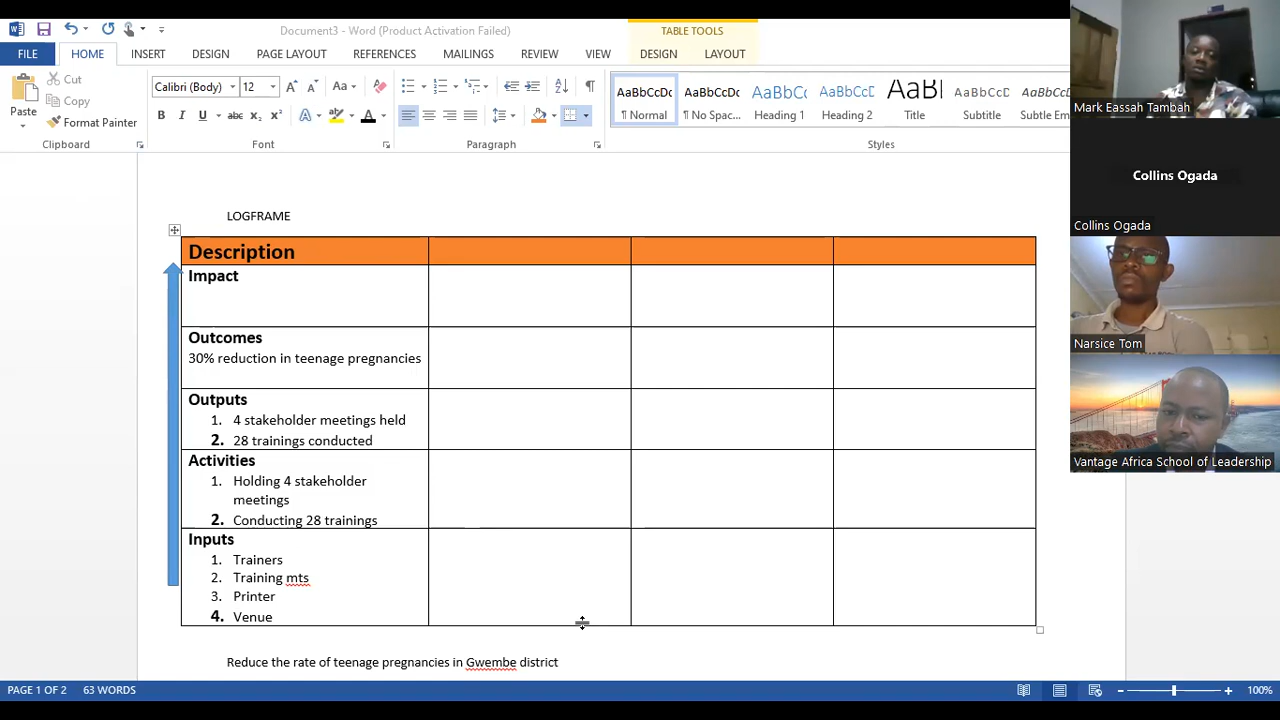 Document3 - Word (Product Activation Failed)
TABLE TOOLS
FILE HOME INSERT DESIGN PAGE LAYOUT REFERENCES MAILINGS REVIEW VIEW DESIGN LAYOUT
Cut
Copy
Format Painter
Paste
Clipboard
Calibri (Body) 12
Font
Paragraph
AaBbCcDc AaBbCcDc AaBbCc AaBbCcD AaBl AaBbCcD AaBbCcD
¶ Normal ¶ No Spac... Heading 1 Heading 2 Title Subtitle Subtle Em
Styles
LOGFRAME
Description
Impact
Outcomes
30% reduction in teenage pregnancies
Outputs
1. 4 stakeholder meetings held
2. 28 trainings conducted
Activities
1. Holding 4 stakeholder
meetings
2. Conducting 28 trainings
Inputs
1. Trainers
2. Training mts
3. Printer
4. Venue
Reduce the rate of teenage pregnancies in Gwembe district
PAGE 1 OF 2 63 WORDS 100%
Mark Eassah Tambah
Collins Ogada
Collins Ogada
Narsice Tom
Vantage Africa School of Leadership